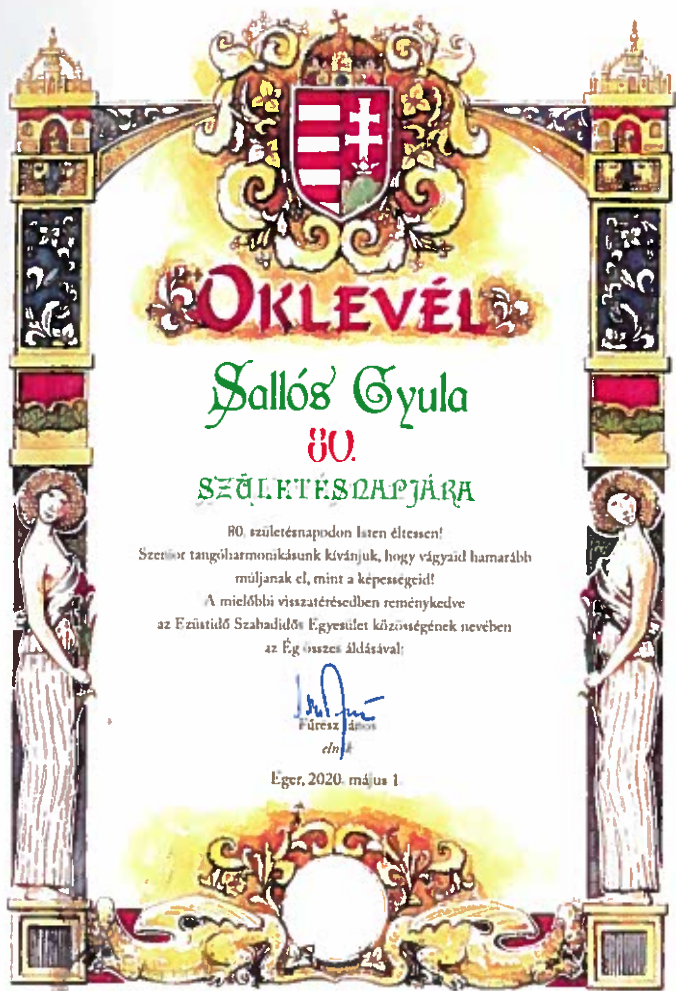 OKLEVÉL
Sallós Gyula
80.
SZÜLETÉSNAPJÁRA
80. születésnapodon Isten éltessen!
Szenior tangóharmonikásunk kívánjuk, hogy vágyaid hamarább
múljanak el, mint a képességeid!
A mielőbbi visszatérésedben reménykedve
az Ezüstidő Szabadidős Egyesület közösségének nevében
az Ég összes áldásával:
Fűrész János
elnök
Eger, 2020. május 1.